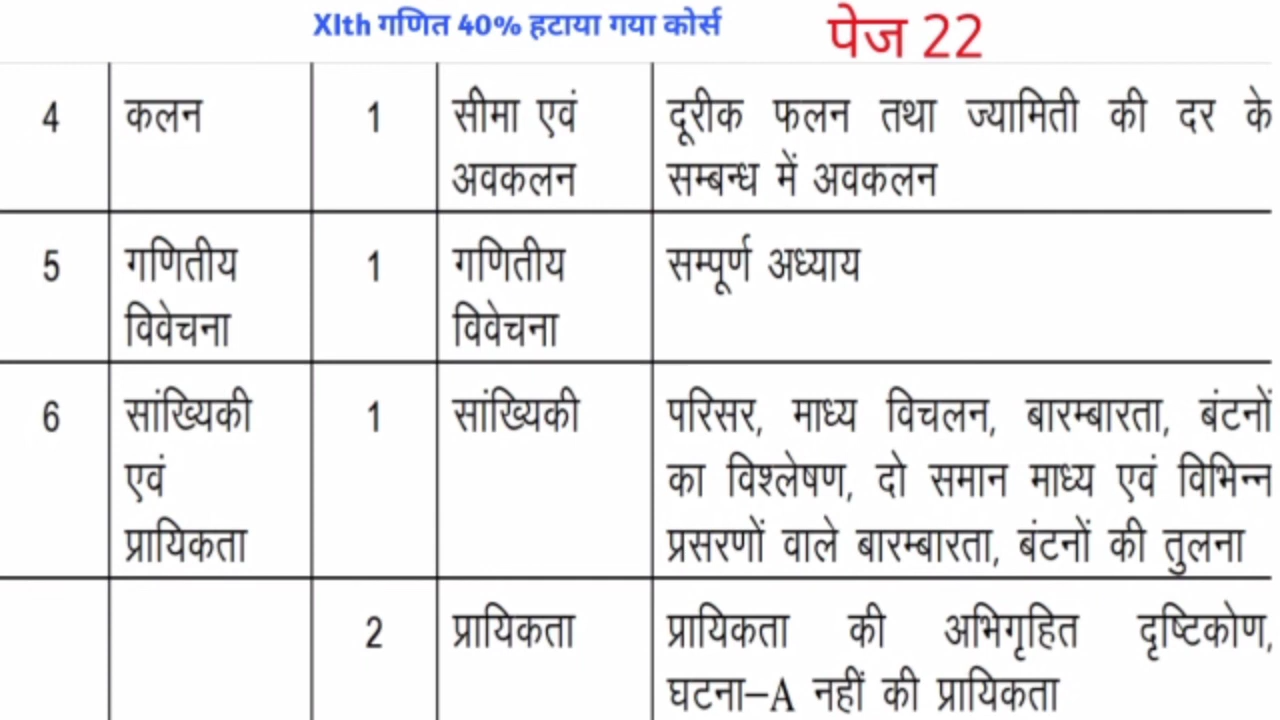 XIth गणित 40% हटाया गया कोर्स पेज 22
4 कलन 1 सीमा एवं दूरीक फलन तथा ज्यामिती की दर के
अवकलन सम्बन्ध में अवकलन
5 गणितीय 1 गणितीय सम्पूर्ण अध्याय
विवेचना विवेचना
6 सांख्यिकी 1 सांख्यिकी परिसर, माध्य विचलन, बारम्बारता, बंटनों
एवं का विश्लेषण, दो समान माध्य एवं विभिन्न
प्रायिकता प्रसरणों वाले बारम्बारता, बंटनों की तुलना
2 प्रायिकता प्रायिकता की अभिगृहित दृष्टिकोण,
घटना–A नहीं की प्रायिकता